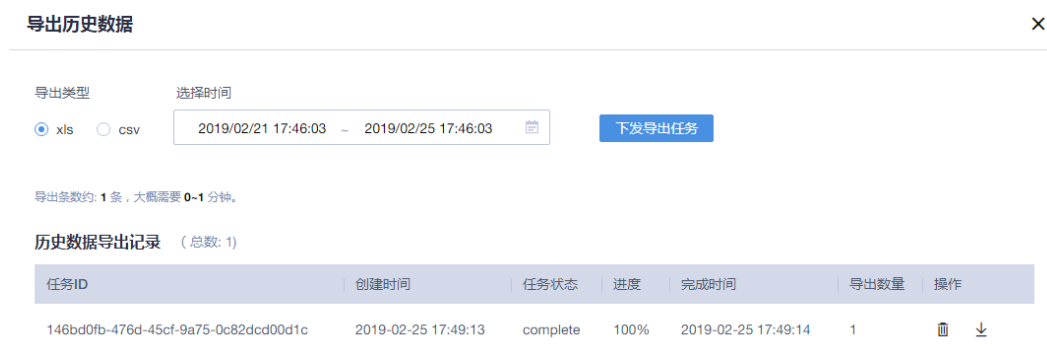 导出历史数据
导出类型 选择时间
xls csv 2019/02/21 17:46:03 ~ 2019/02/25 17:46:03 下发导出任务
导出条数约: 1 条，大概需要 0~1 分钟。
历史数据导出记录 (总数: 1)
任务ID 创建时间 任务状态 进度 完成时间 导出数量 操作
146bd0fb-476d-45cf-9a75-0c82dcd00d1c 2019-02-25 17:49:13 complete 100% 2019-02-25 17:49:14 1